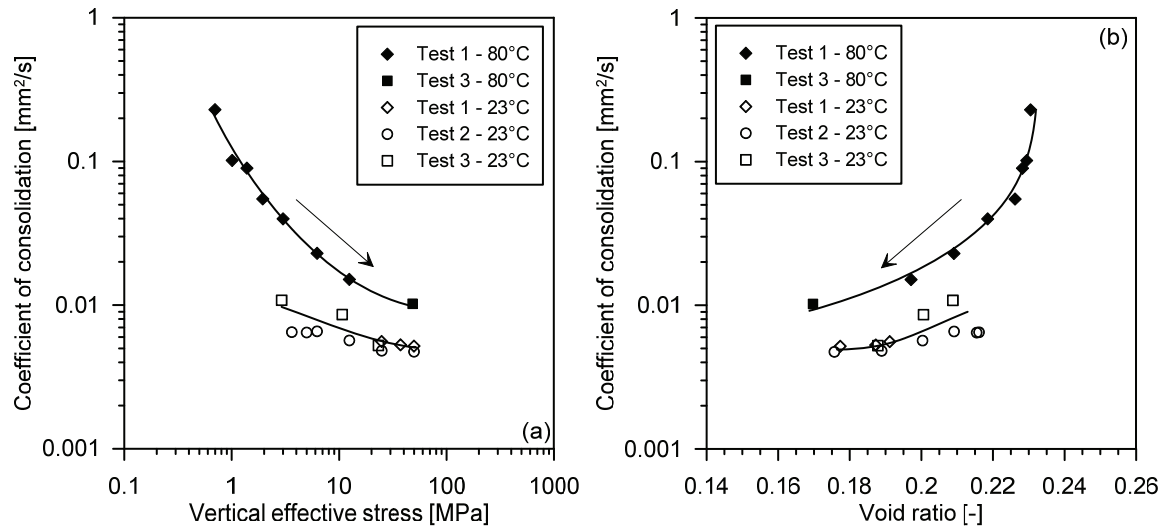 Coefficient of consolidation [mm²/s]
1
0.1
0.01
0.001
Test 1 - 80°C
Test 3 - 80°C
Test 1 - 23°C
Test 2 - 23°C
Test 3 - 23°C
(a)
0.1 1 10 100 1000
Vertical effective stress [MPa]
Coefficient of consolidation [mm²/s]
1
0.1
0.01
0.001
(b)
Test 1 - 80°C
Test 3 - 80°C
Test 1 - 23°C
Test 2 - 23°C
Test 3 - 23°C
0.14 0.16 0.18 0.2 0.22 0.24 0.26
Void ratio [-]